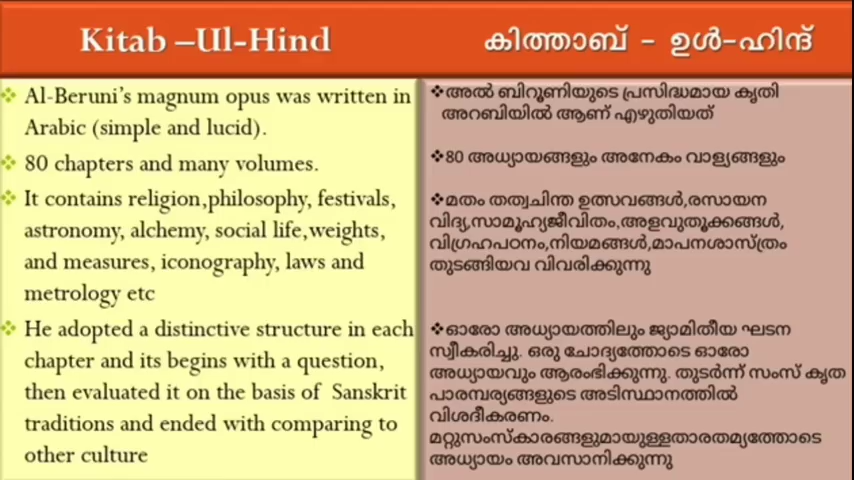 Kitab –Ul-Hind
കിത്താബ് - ഉൾ-ഹിന്ദ്
❖ Al-Beruni's magnum opus was written in
Arabic (simple and lucid).
❖ 80 chapters and many volumes.
❖ It contains religion,philosophy, festivals,
astronomy, alchemy, social life,weights,
and measures, iconography, laws and
metrology etc
❖ He adopted a distinctive structure in each
chapter and its begins with a question,
then evaluated it on the basis of Sanskrit
traditions and ended with comparing to
other culture
❖അൽ ബിറൂണിയുടെ പ്രസിദ്ധമായ കൃതി
അറബിയിൽ ആണ് എഴുതിയത്
❖80 അധ്യായങ്ങളും അനേകം വാള്യങ്ങളും
❖മതം തത്വചിന്ത ഉത്സവങ്ങൾ,രസായന
വിദ്യ,സാമൂഹ്യജീവിതം,അളവുതൂക്കങ്ങൾ,
വിഗ്രഹപഠനം,നിയമങ്ങൾ,മാപനശാസ്ത്രം
തുടങ്ങിയവ വിവരിക്കുന്നു
❖ഓരോ അധ്യായത്തിലും ജ്യാമിതീയ ഘടന
സ്വീകരിച്ചു. ഒരു ചോദ്യത്തോടെ ഓരോ
അധ്യായവും ആരംഭിക്കുന്നു. തുടർന്ന് സംസ് കൃത
പാരമ്പര്യങ്ങളുടെ അടിസ്ഥാനത്തിൽ
വിശദീകരണം.
മറ്റുസംസ്കാരങ്ങളുമായുള്ളതാരതമ്യത്തോടെ
അധ്യായം അവസാനിക്കുന്നു